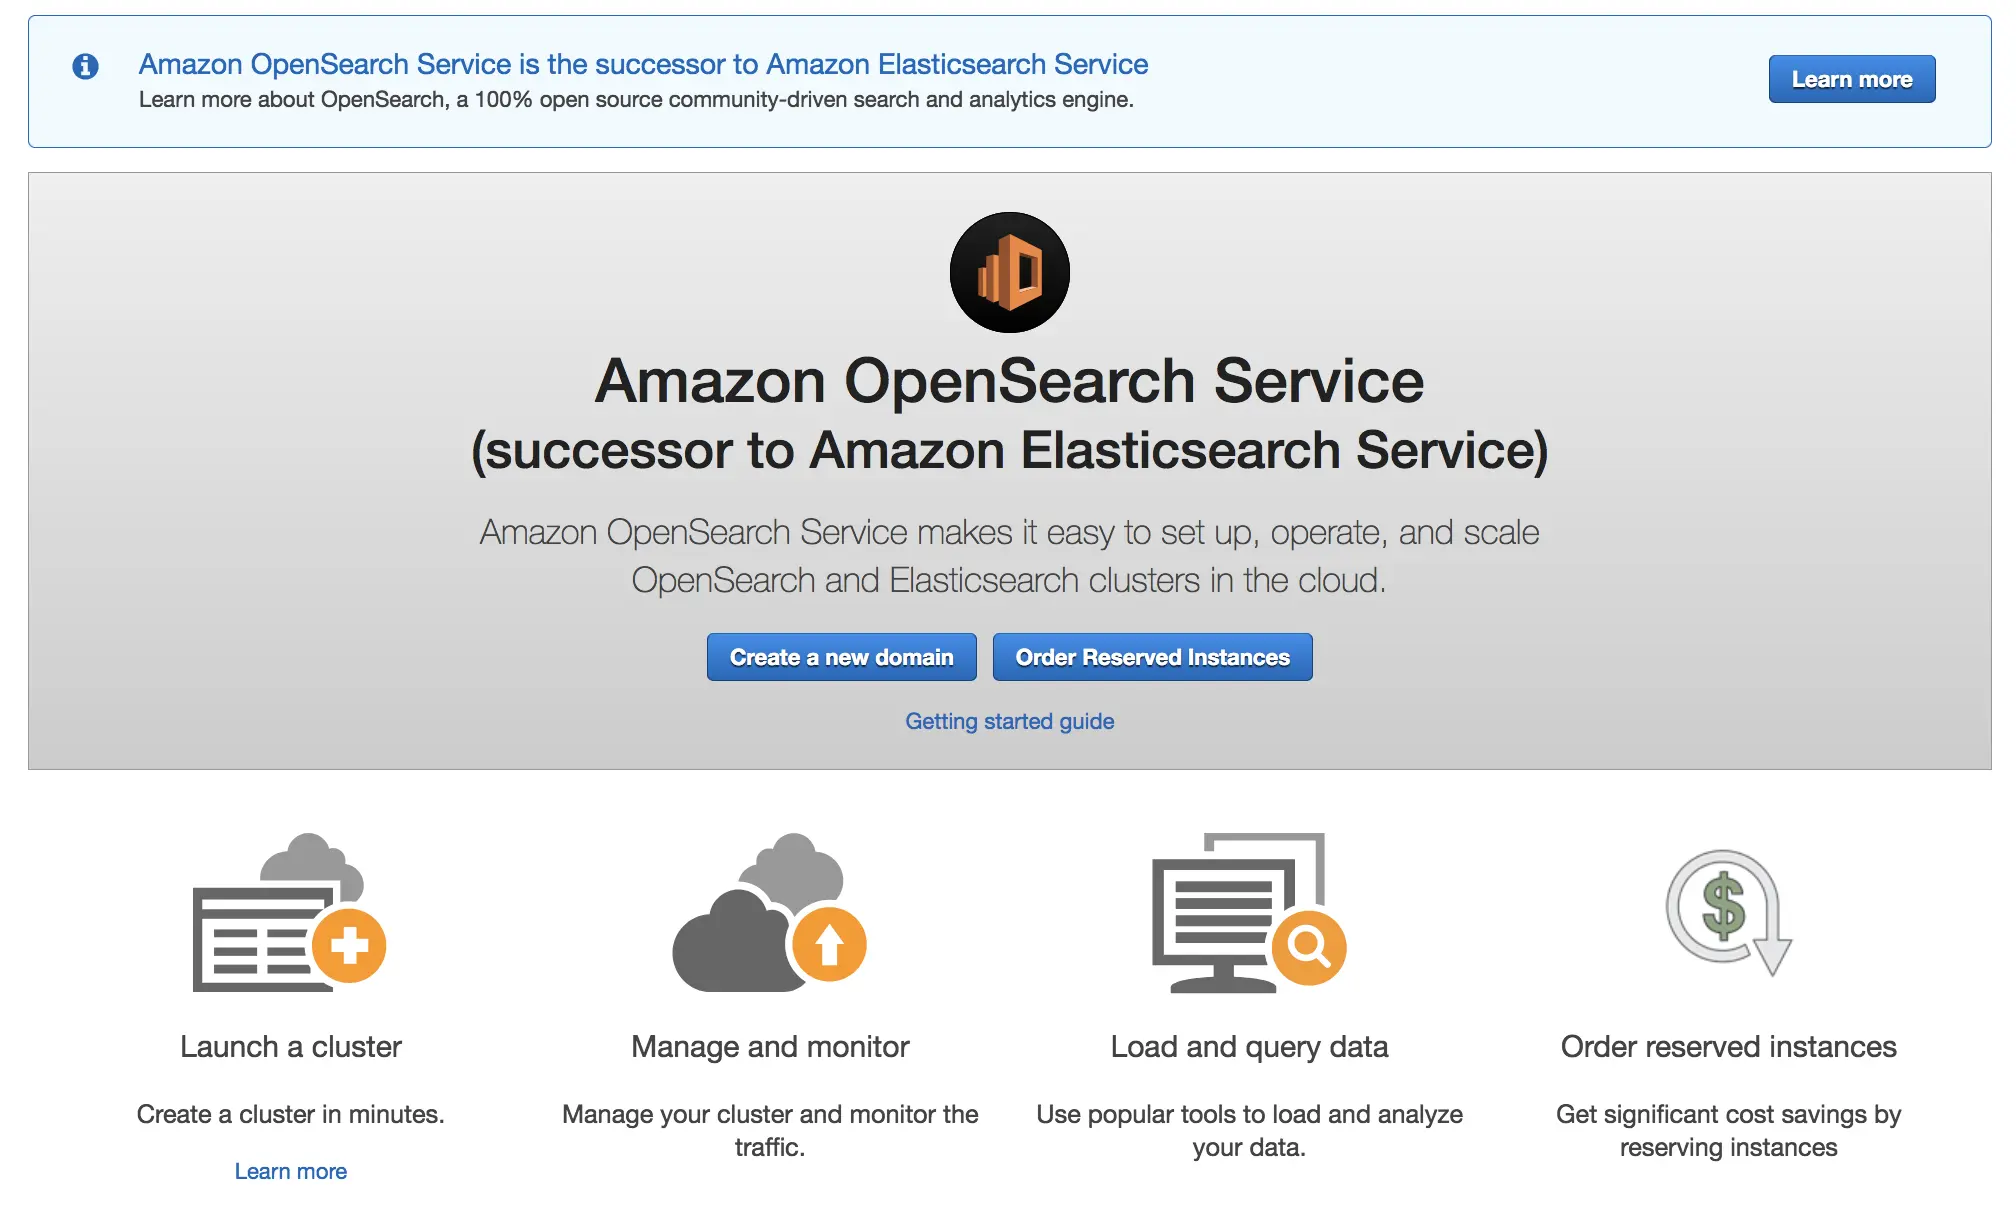 Amazon OpenSearch Service is the successor to Amazon Elasticsearch Service
Learn more about OpenSearch, a 100% open source community-driven search and analytics engine.
Learn more
Amazon OpenSearch Service
(successor to Amazon Elasticsearch Service)
Amazon OpenSearch Service makes it easy to set up, operate, and scale
OpenSearch and Elasticsearch clusters in the cloud.
Create a new domain
Order Reserved Instances
Getting started guide
Launch a cluster
Create a cluster in minutes.
Learn more
Manage and monitor
Manage your cluster and monitor the
traffic.
Load and query data
Use popular tools to load and analyze
your data.
$
Order reserved instances
Get significant cost savings by
reserving instances